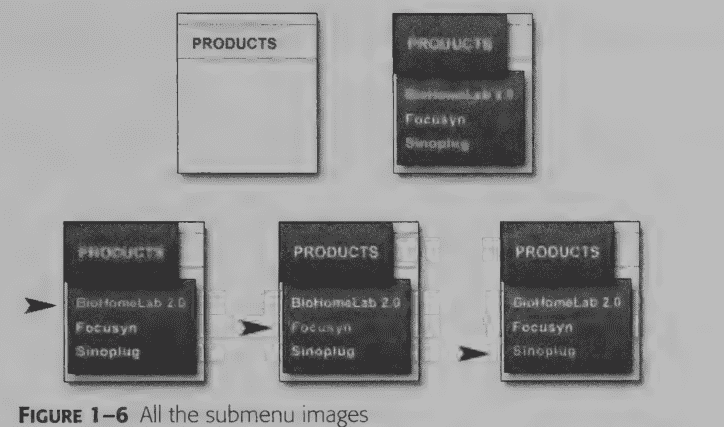 PRODUCTS
PRODUCTS
BioHomeLab 2.0
Focusyn
Sinoplug
PRODUCTS
BioHomeLab 2.0
Focusyn
Sinoplug
PRODUCTS
BioHomeLab 2.0
Focusyn
Sinoplug
PRODUCTS
BioHomeLab 2.0
Focusyn
Sinoplug
FIGURE 1–6 All the submenu images